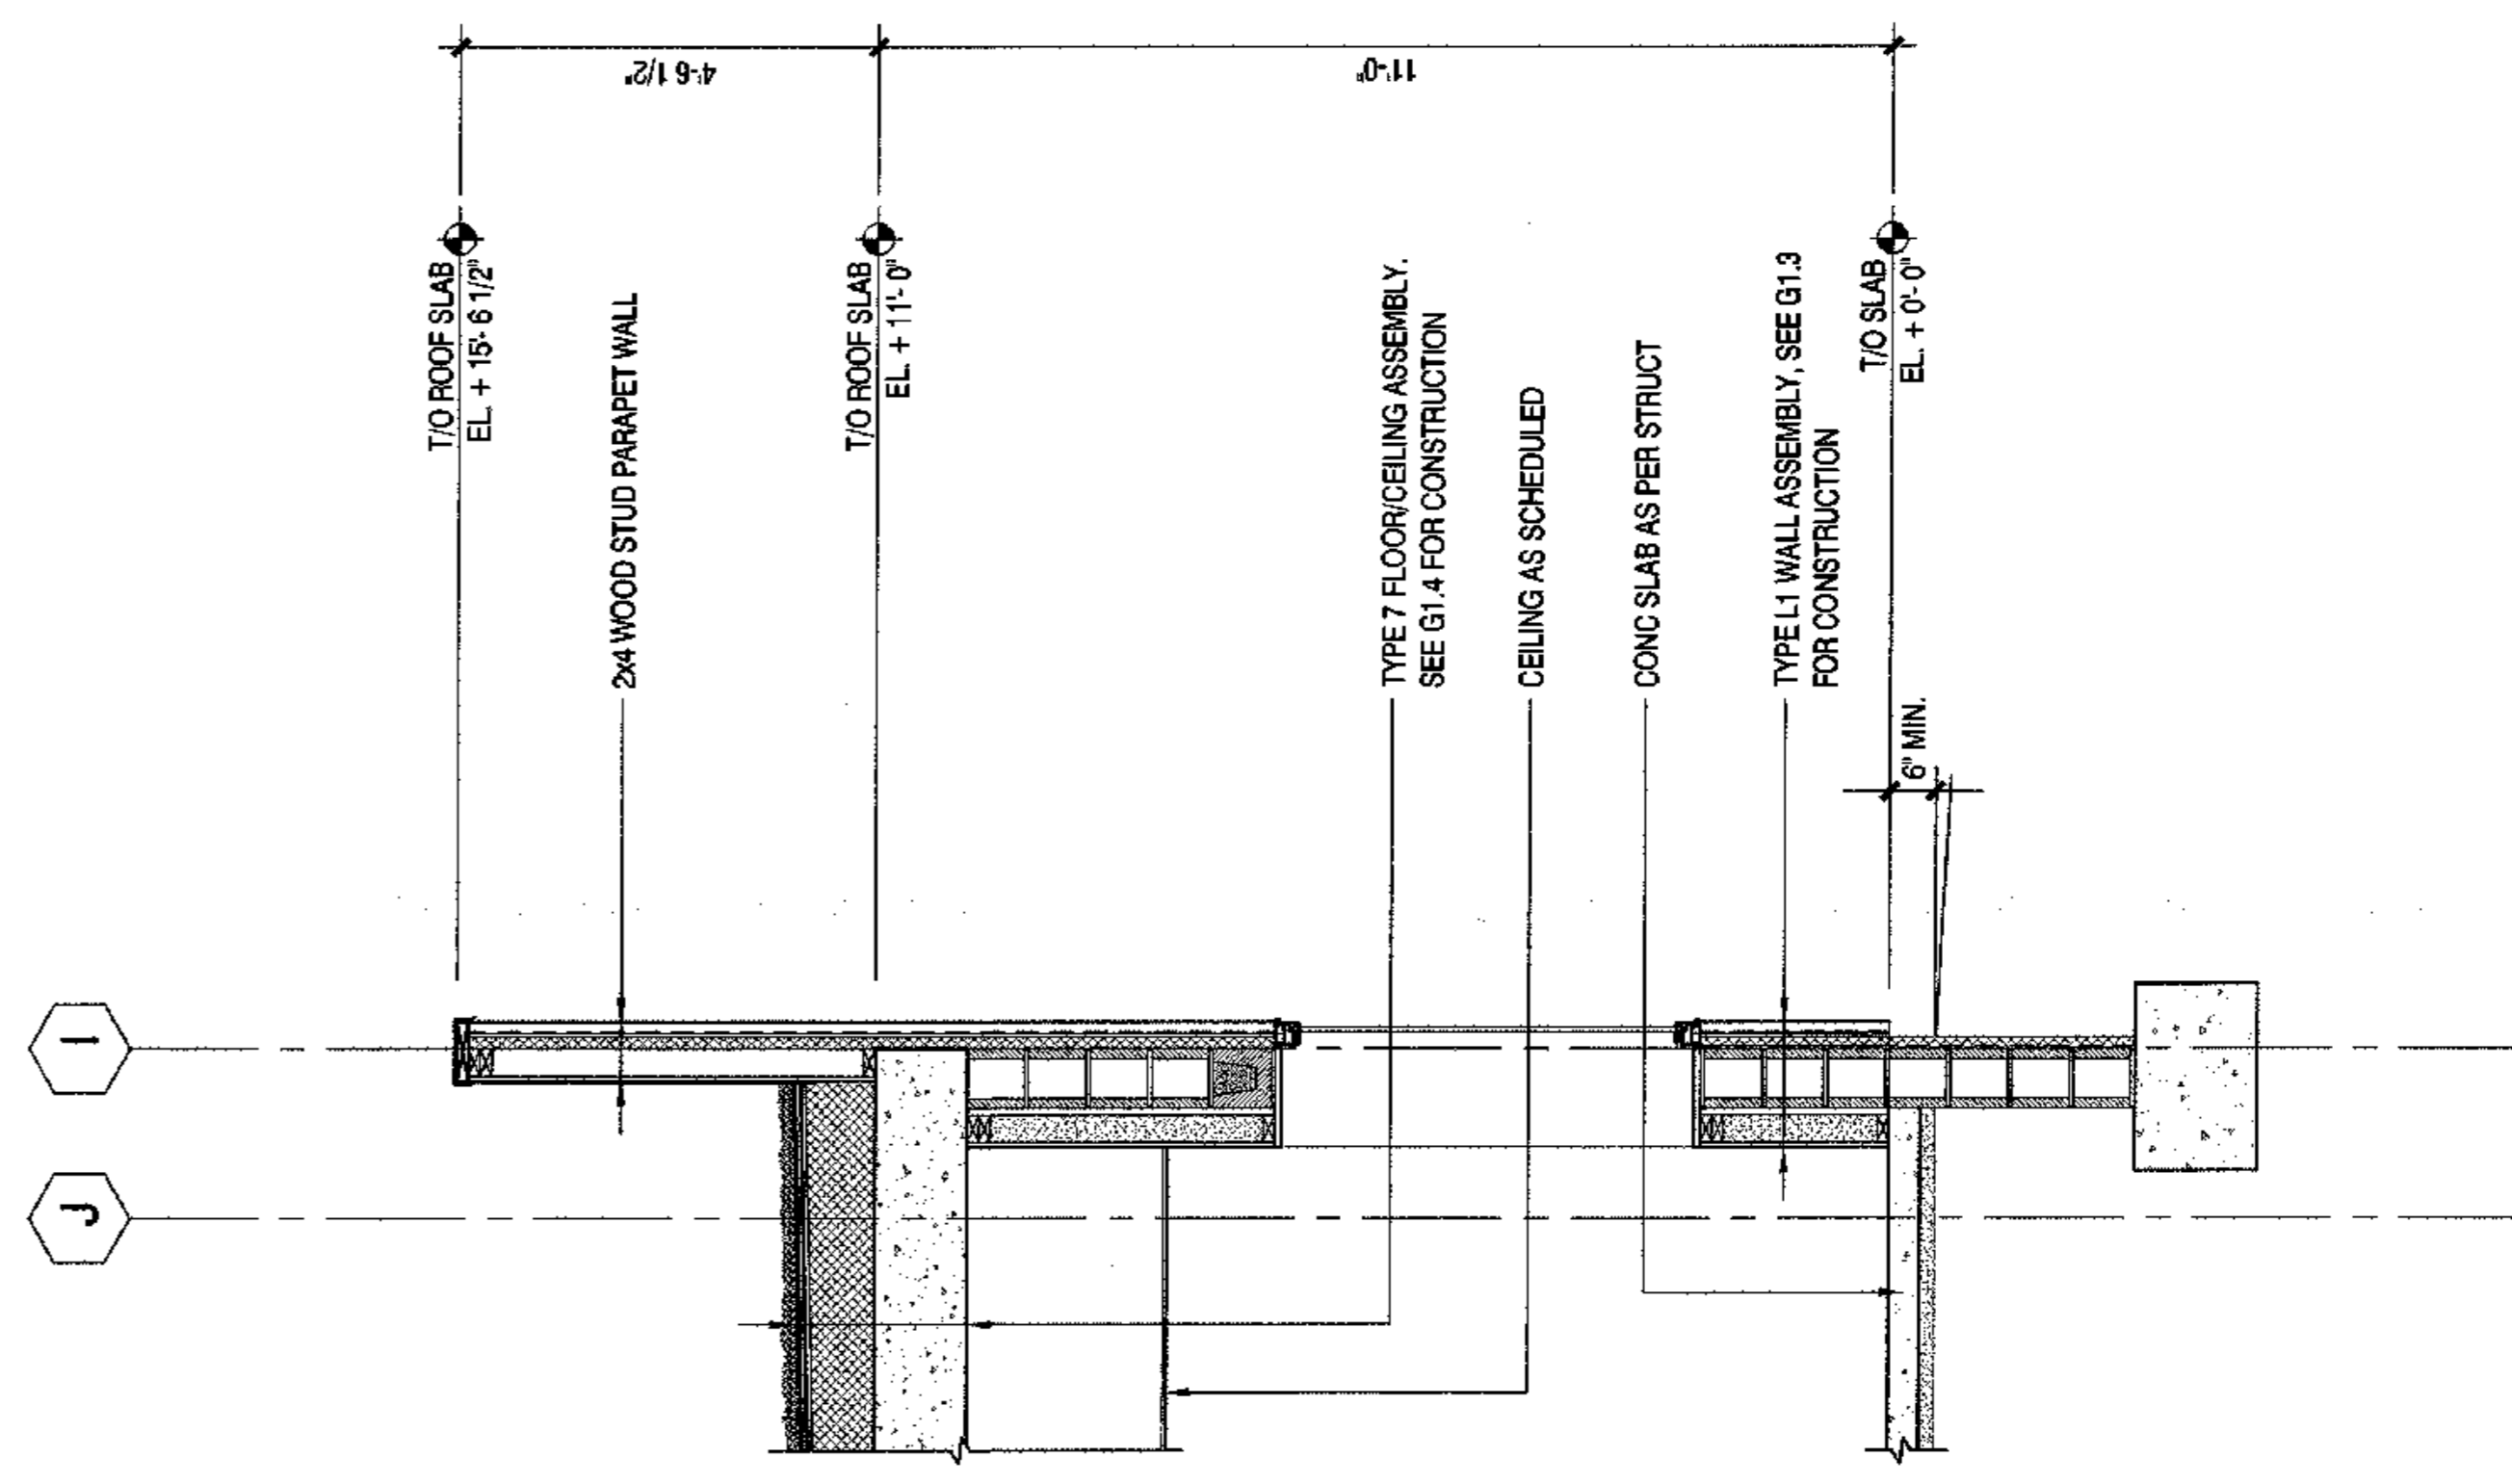 I
J
T/O ROOF SLAB
EL. + 15'- 6 1/2"
4'-6 1/2"
2x4 WOOD STUD PARAPET WALL
T/O ROOF SLAB
EL. + 11'- 0"
11'-0"
TYPE 7 FLOOR/CEILING ASSEMBLY.
SEE G1.4 FOR CONSTRUCTION
CEILING AS SCHEDULED
CONC SLAB AS PER STRUCT
TYPE L1 WALL ASSEMBLY, SEE G1.3
FOR CONSTRUCTION
T/O SLAB
EL. + 0'- 0"
6" MIN.